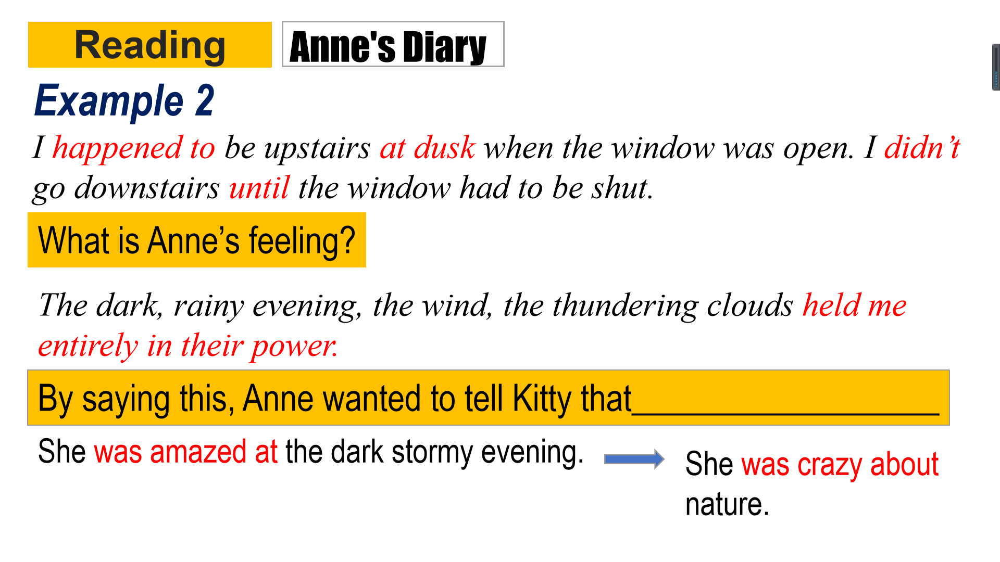 Reading
Anne's Diary
Example 2
I happened to be upstairs at dusk when the window was open. I didn’t
go downstairs until the window had to be shut.
What is Anne’s feeling?
The dark, rainy evening, the wind, the thundering clouds held me
entirely in their power.
By saying this, Anne wanted to tell Kitty that__________________
She was amazed at the dark stormy evening.
She was crazy about
nature.